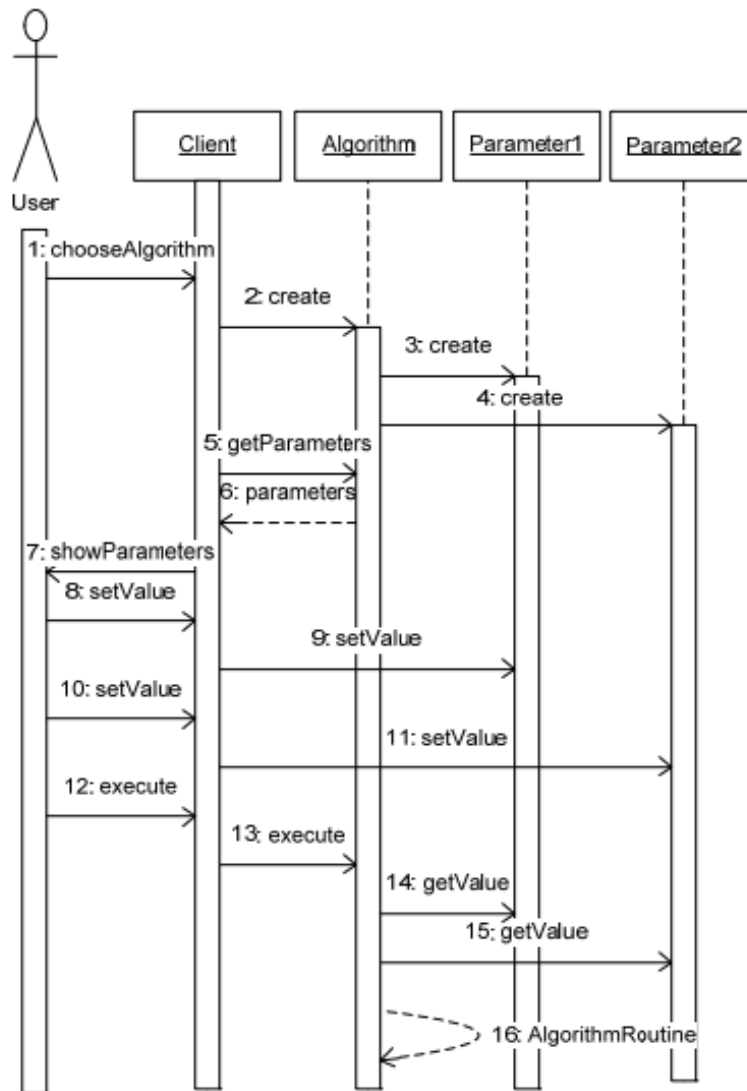 Client
Algorithm
Parameter1
Parameter2
User
1: chooseAlgorithm
2: create
3: create
4: create
5: getParameters
6: parameters
7: showParameters
8: setValue
9: setValue
10: setValue
11: setValue
12: execute
13: execute
14: getValue
15: getValue
16: AlgorithmRoutine